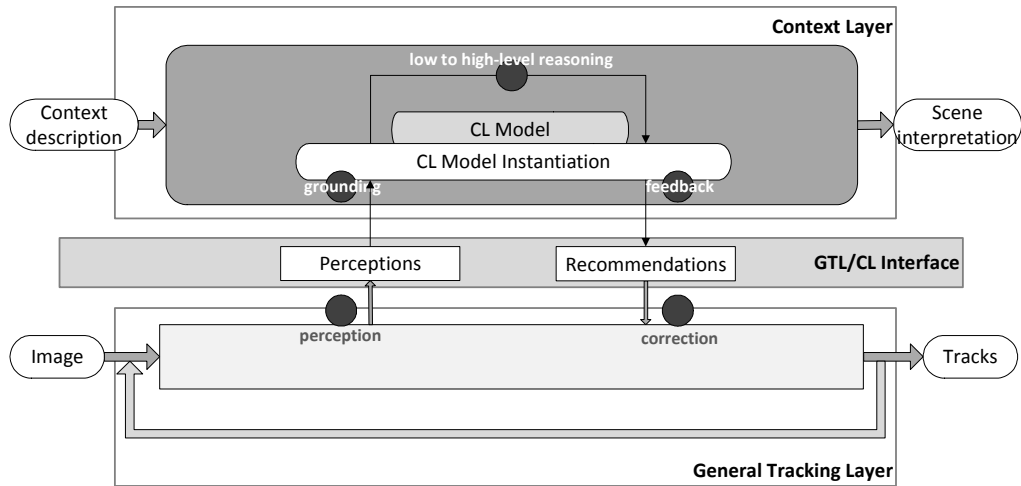 Context Layer
low to high-level reasoning
Context
description
CL Model
Scene
interpretation
CL Model Instantiation
grounding
feedback
Perceptions
Recommendations
GTL/CL Interface
perception
correction
Image
Tracks
General Tracking Layer